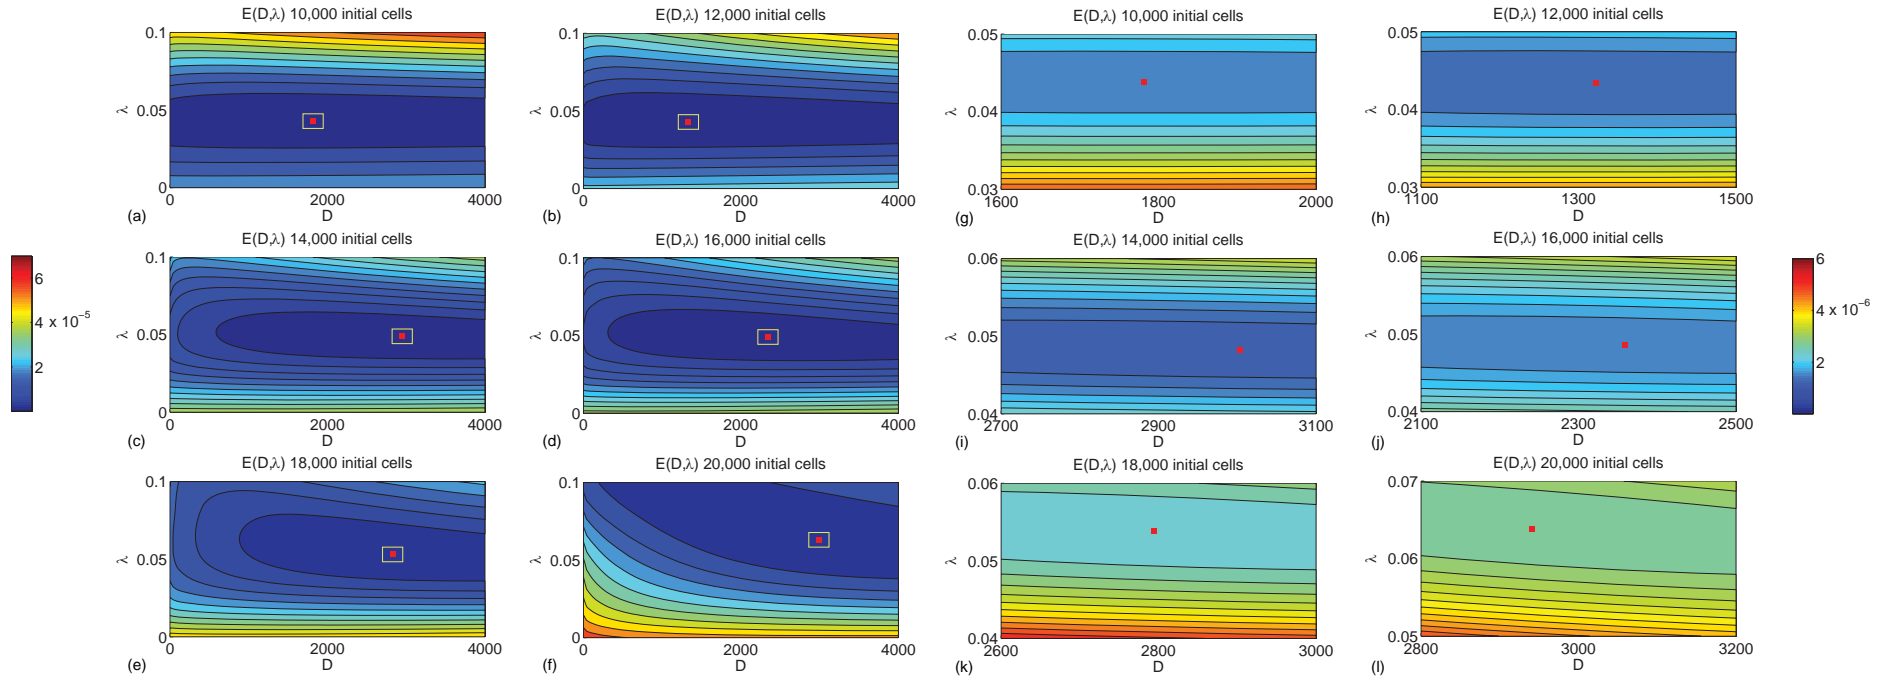 E(D,λ) 10,000 initial cells
0.1
λ
0.05
0
0
2000
4000
D
(a)
E(D,λ) 12,000 initial cells
0.1
λ
0.05
0
0
2000
4000
D
(b)
E(D,λ) 10,000 initial cells
0.05
λ
0.04
0.03
1600
1800
2000
D
(g)
E(D,λ) 12,000 initial cells
0.05
λ
0.04
0.03
1100
1300
1500
D
(h)
6
4 x 10⁻⁵
2
E(D,λ) 14,000 initial cells
0.1
λ
0.05
0
0
2000
4000
D
(c)
E(D,λ) 16,000 initial cells
0.1
λ
0.05
0
0
2000
4000
D
(d)
E(D,λ) 14,000 initial cells
0.06
λ
0.05
0.04
2700
2900
3100
D
(i)
E(D,λ) 16,000 initial cells
0.06
λ
0.05
0.04
2100
2300
2500
D
(j)
6
4 x 10⁻⁶
2
E(D,λ) 18,000 initial cells
0.1
λ
0.05
0
0
2000
4000
D
(e)
E(D,λ) 20,000 initial cells
0.1
λ
0.05
0
0
2000
4000
D
(f)
E(D,λ) 18,000 initial cells
0.06
λ
0.05
0.04
2600
2800
3000
D
(k)
E(D,λ) 20,000 initial cells
0.07
λ
0.06
0.05
2800
3000
3200
D
(l)